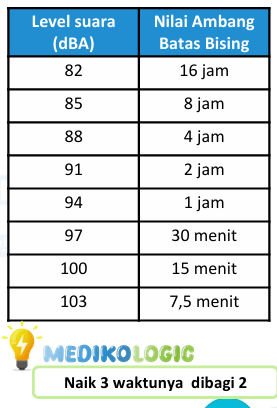 Level suara Nilai Ambang
(dBA) Batas Bising
82 16 jam
85 8 jam
88 4 jam
91 2 jam
94 1 jam
97 30 menit
100 15 menit
103 7,5 menit
MEDIKOLOGIC
Naik 3 waktunya dibagi 2